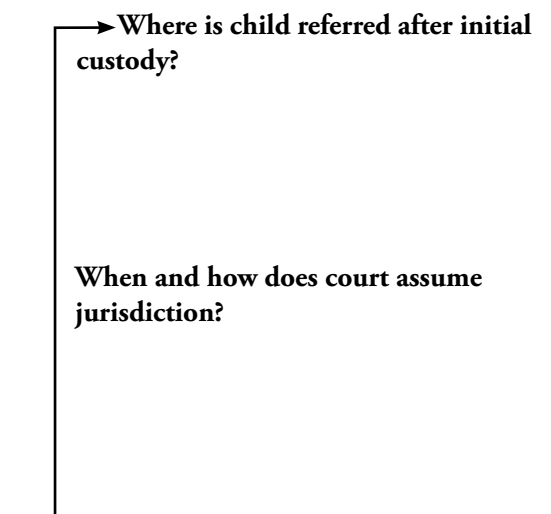 Where is child referred after initial
custody?
When and how does court assume
jurisdiction?